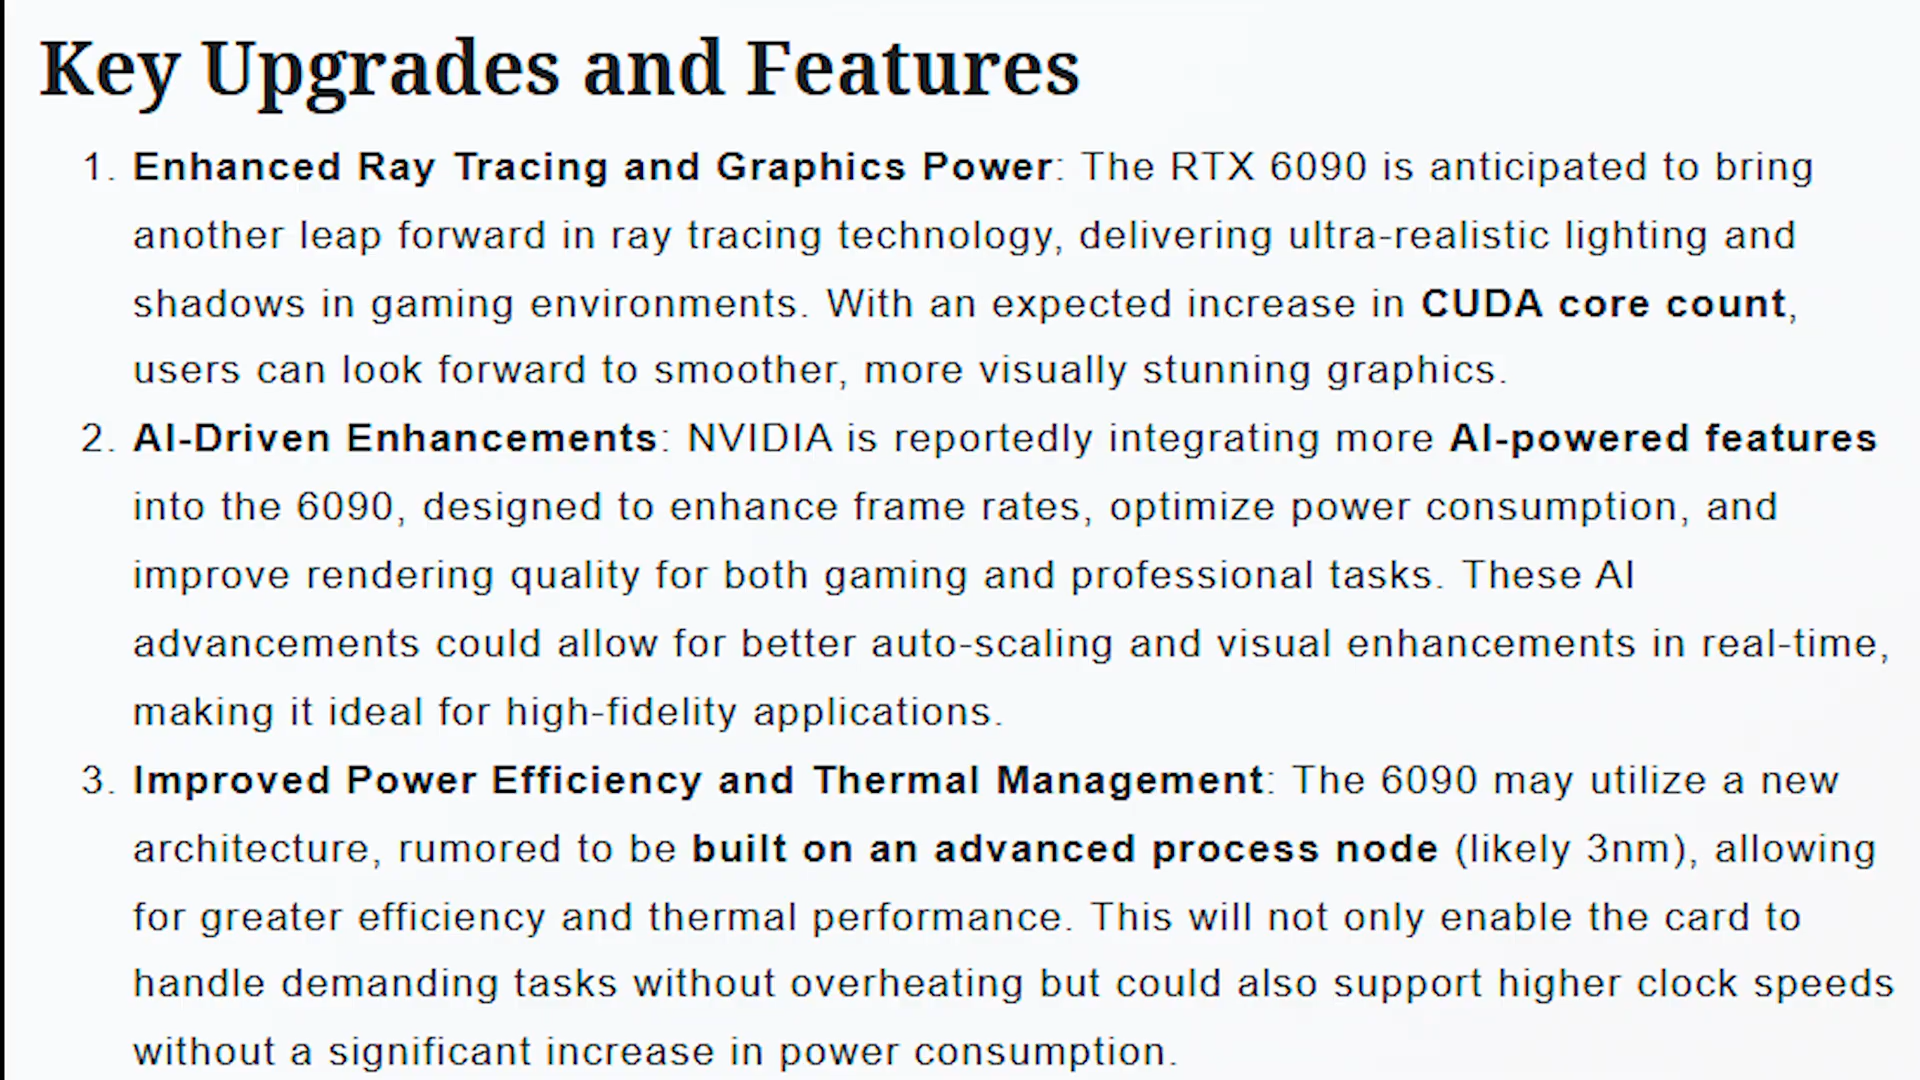 Key Upgrades and Features
1. Enhanced Ray Tracing and Graphics Power: The RTX 6090 is anticipated to bring
another leap forward in ray tracing technology, delivering ultra-realistic lighting and
shadows in gaming environments. With an expected increase in CUDA core count,
users can look forward to smoother, more visually stunning graphics.
2. AI-Driven Enhancements: NVIDIA is reportedly integrating more AI-powered features
into the 6090, designed to enhance frame rates, optimize power consumption, and
improve rendering quality for both gaming and professional tasks. These AI
advancements could allow for better auto-scaling and visual enhancements in real-time,
making it ideal for high-fidelity applications.
3. Improved Power Efficiency and Thermal Management: The 6090 may utilize a new
architecture, rumored to be built on an advanced process node (likely 3nm), allowing
for greater efficiency and thermal performance. This will not only enable the card to
handle demanding tasks without overheating but could also support higher clock speeds
without a significant increase in power consumption.